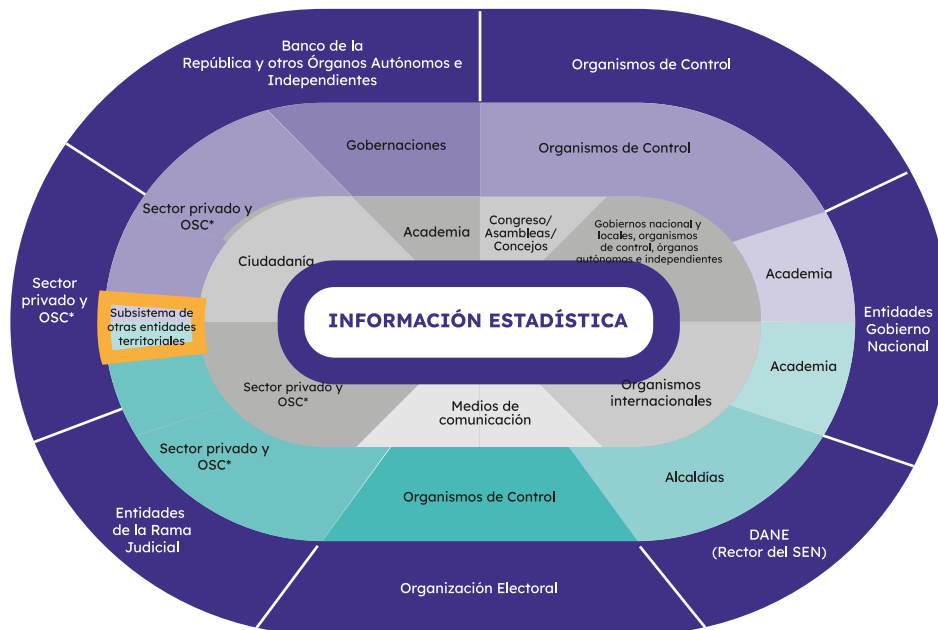 Banco de la
República y otros Órganos Autónomos e
Independientes
Organismos de Control
Gobernaciones
Organismos de Control
Sector privado y
OSC*
Academia
Congreso/
Asambleas/
Concejos
Gobiernos nacional y
locales, organismos
de control, órganos
autónomos e independientes
Ciudadanía
Academia
Sector
privado y
OSC*
Subsistema de
otras entidades
territoriales
INFORMACIÓN ESTADÍSTICA
Entidades
Gobierno
Nacional
Academia
Sector privado y
OSC*
Organismos
internacionales
Medios de
comunicación
Sector privado y
OSC*
Alcaldías
Organismos de Control
Entidades
de la Rama
Judicial
DANE
(Rector del SEN)
Organización Electoral